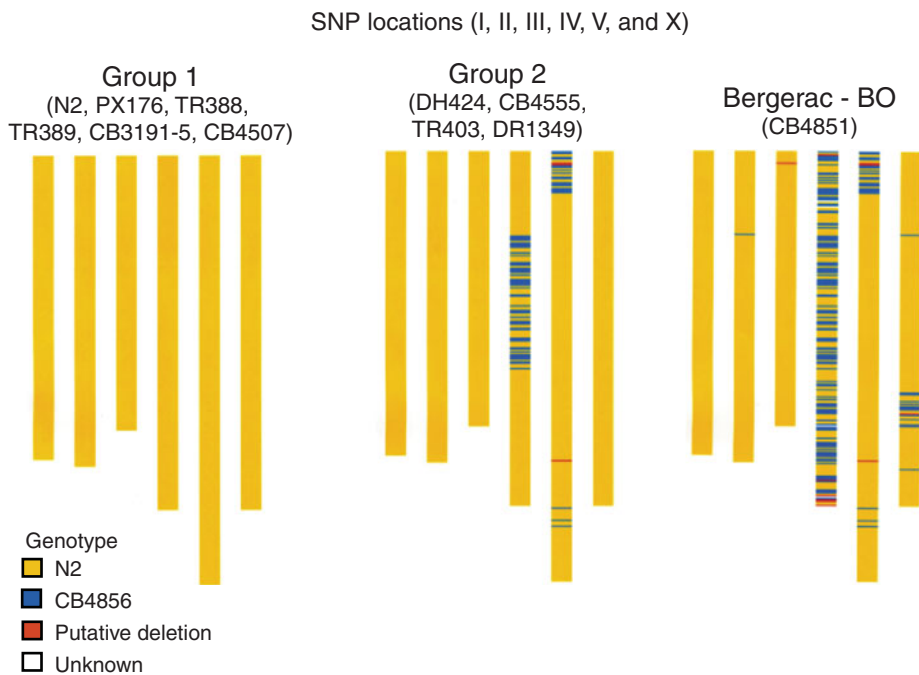 SNP locations (I, II, III, IV, V, and X)
Group 1
(N2, PX176, TR388,
TR389, CB3191-5, CB4507)
Group 2
(DH424, CB4555,
TR403, DR1349)
Bergerac - BO
(CB4851)
Genotype
N2
CB4856
Putative deletion
Unknown